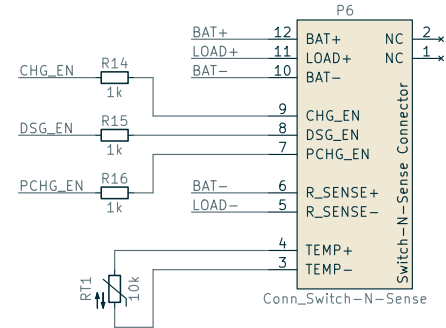 P6
BAT+ 12 BAT+ NC 2
LOAD+ 11 LOAD+ NC 1
BAT- 10 BAT-
CHG_EN R14 1k 9 CHG_EN
DSG_EN R15 1k 8 DSG_EN
PCHG_EN R16 1k 7 PCHG_EN
BAT- 6 R_SENSE+
LOAD- 5 R_SENSE-
4 TEMP+
3 TEMP-
RT1 10k
Switch-N-Sense Connector
Conn_Switch-N-Sense